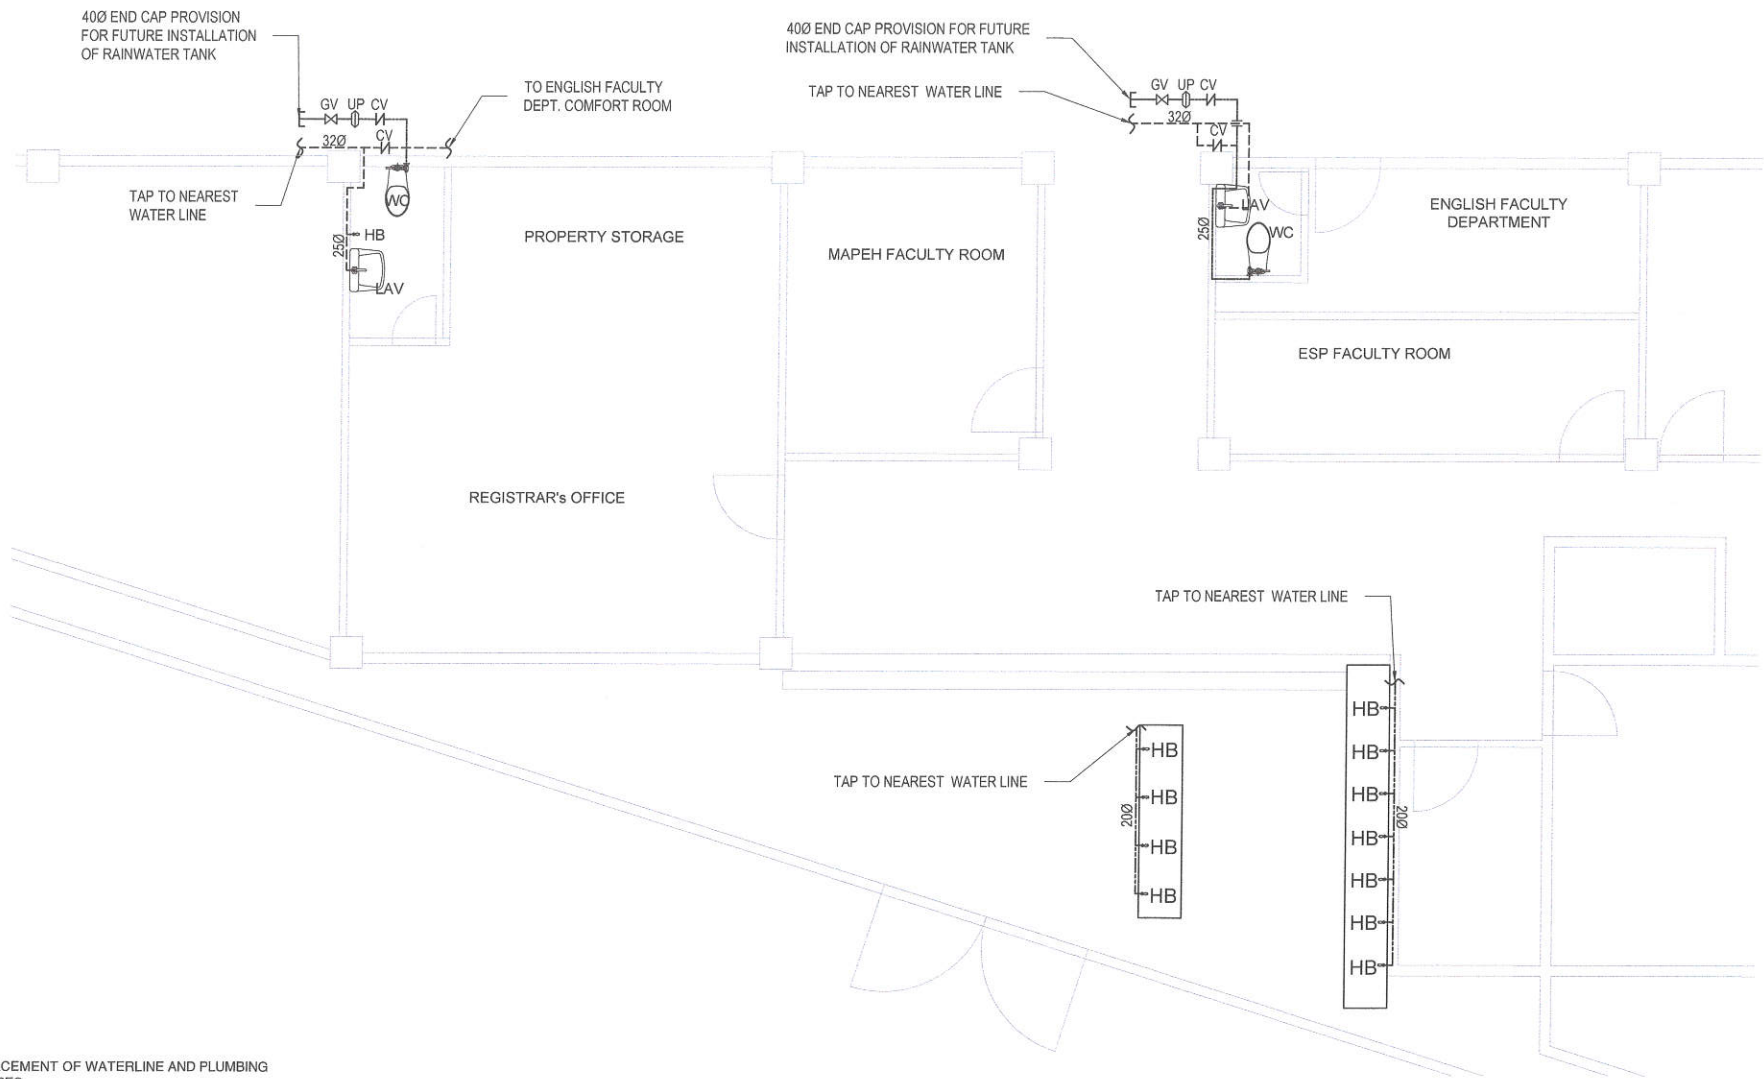 40Ø END CAP PROVISION
FOR FUTURE INSTALLATION
OF RAINWATER TANK
GV UP CV
32Ø
CV
TO ENGLISH FACULTY
DEPT. COMFORT ROOM
TAP TO NEAREST
WATER LINE
WC
HB
25Ø
LAV
PROPERTY STORAGE
REGISTRAR's OFFICE
MAPEH FACULTY ROOM
40Ø END CAP PROVISION FOR FUTURE
INSTALLATION OF RAINWATER TANK
TAP TO NEAREST WATER LINE
GV UP CV
32Ø
CV
LAV
WC
25Ø
ENGLISH FACULTY
DEPARTMENT
ESP FACULTY ROOM
TAP TO NEAREST WATER LINE
HB
HB
HB
HB
HB
HB
HB
20Ø
TAP TO NEAREST WATER LINE
HB
HB
HB
HB
20Ø
CEMENT OF WATERLINE AND PLUMBING